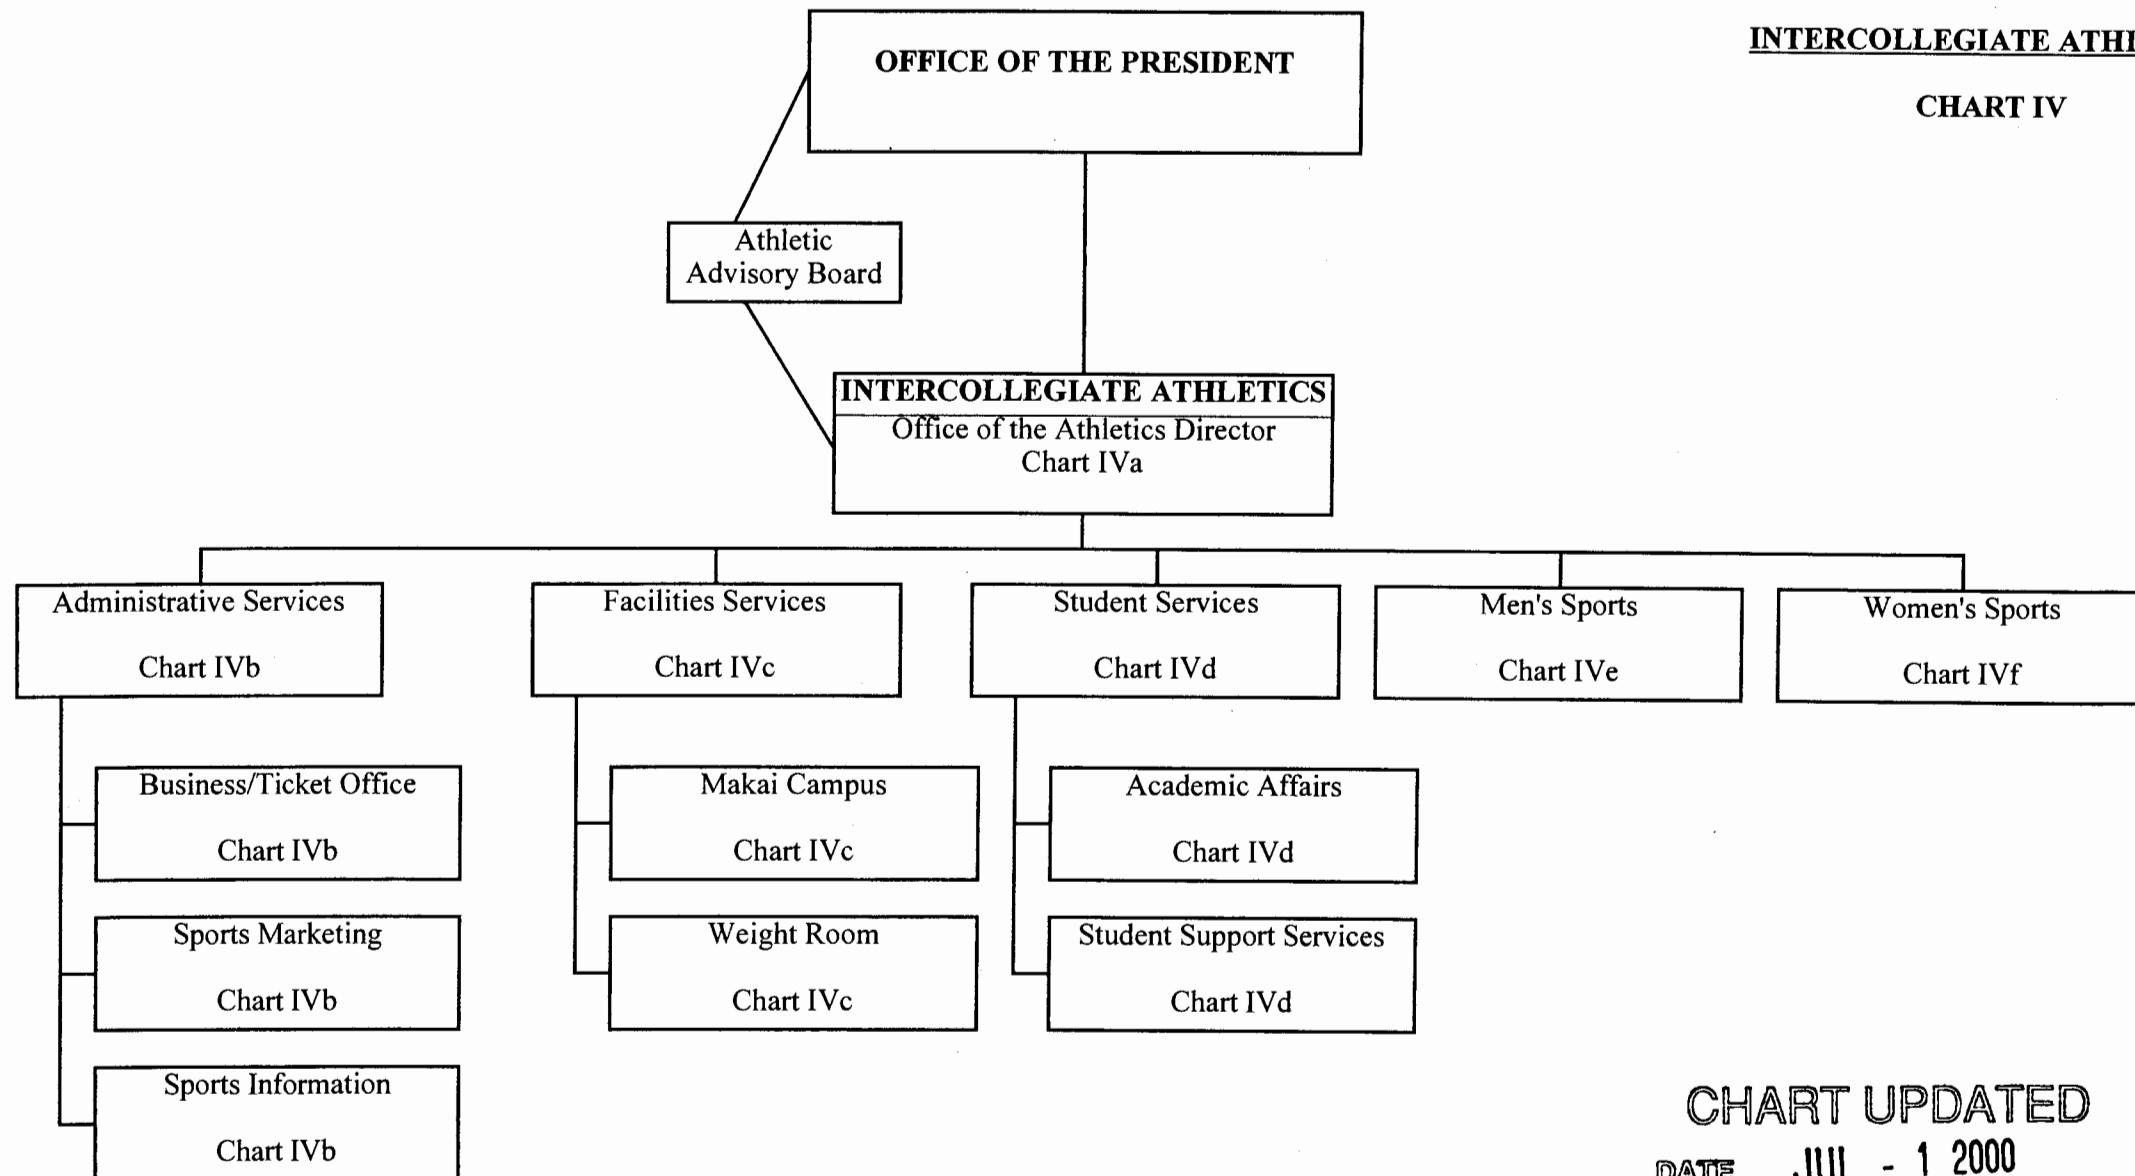 OFFICE OF THE PRESIDENT
INTERCOLLEGIATE
CHART IV
Athletic
Advisory Board
INTERCOLLEGIATE ATHLETICS
Office of the Athletics Director
Chart IVa
Administrative Services
Chart IVb
Facilities Services
Chart IVc
Student Services
Chart IVd
Men's Sports
Chart IVe
Women's Sports
Chart IVf
Business/Ticket Office
Chart IVb
Makai Campus
Chart IVc
Academic Affairs
Chart IVd
Sports Marketing
Chart IVb
Weight Room
Chart IVc
Student Support Services
Chart IVd
Sports Information
Chart IVb
CHART UPDATED
DATE JUL - 1 2000